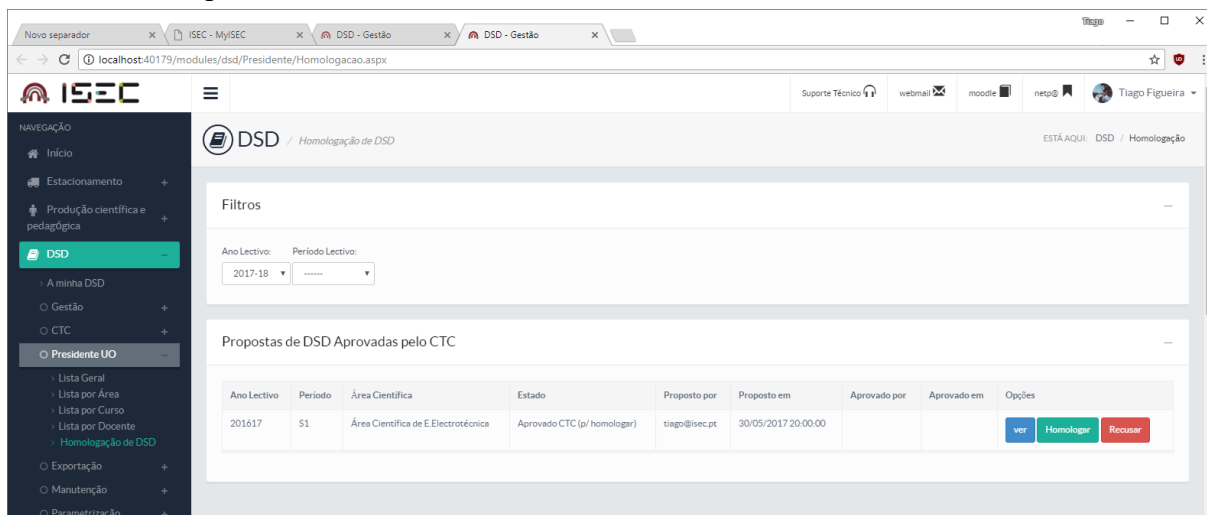 Tiago
Novo separador
ISEC - MyISEC
DSD - Gestão
DSD - Gestão
localhost:40179/modules/dsd/Presidente/Homologacao.aspx
ISEC
Suporte Técnico
webmail
moodle
netp@
Tiago Figueira
NAVEGAÇÃO
Início
Estacionamento +
Produção científica e
pedagógica +
DSD −
> A minha DSD
Gestão +
CTC +
Presidente UO −
> Lista Geral
> Lista por Área
> Lista por Curso
> Lista por Docente
> Homologação de DSD
Exportação +
Manutenção +
Parametrização
DSD / Homologação de DSD
ESTÁ AQUI: DSD / Homologação
Filtros
Ano Lectivo: Período Lectivo:
2017-18 ------
Propostas de DSD Aprovadas pelo CTC
Ano Lectivo Período Área Científica Estado Proposto por Proposto em Aprovado por Aprovado em Opções
201617 S1 Área Científica de E.Electrotécnica Aprovado CTC (p/ homologar) tiago@isec.pt 30/05/2017 20:00:00 ver Homologar Recusar